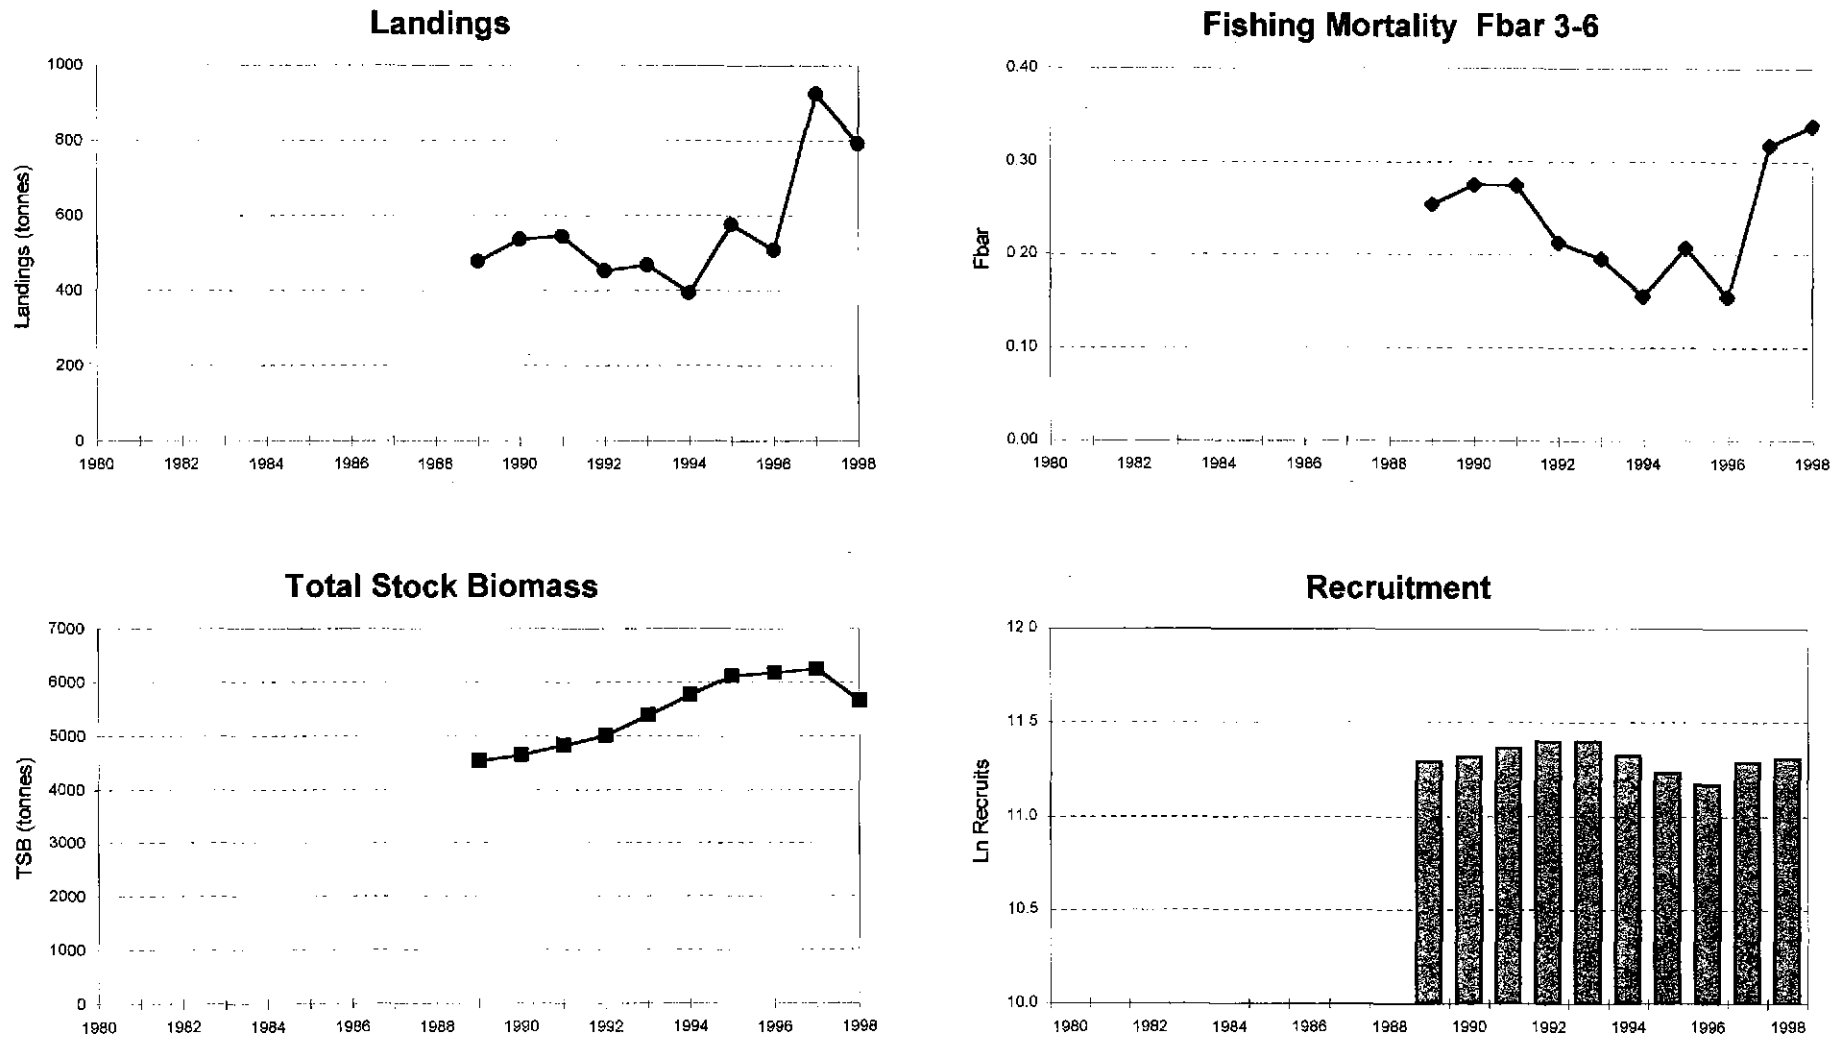 Landings
1000
800
600
400
200
0
Landings (tonnes)
1980 1982 1984 1986 1988 1990 1992 1994 1996 1998
Fishing Mortality Fbar 3-6
0.40
0.30
0.20
0.10
0.00
Fbar
1980 1982 1984 1986 1988 1990 1992 1994 1996 1998
Total Stock Biomass
7000
6000
5000
4000
3000
2000
1000
0
TSB (tonnes)
1980 1982 1984 1986 1988 1990 1992 1994 1996 1998
Recruitment
12.0
11.5
11.0
10.5
10.0
Ln Recruits
1980 1982 1984 1986 1988 1990 1992 1994 1996 1998